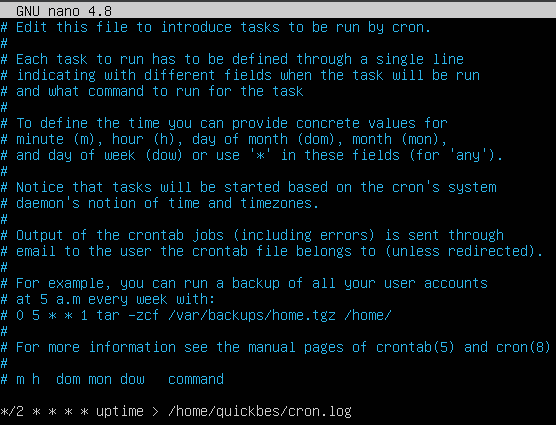 GNU nano 4.8
# Edit this file to introduce tasks to be run by cron.
#
# Each task to run has to be defined through a single line
# indicating with different fields when the task will be run
# and what command to run for the task
#
# To define the time you can provide concrete values for
# minute (m), hour (h), day of month (dom), month (mon),
# and day of week (dow) or use '*' in these fields (for 'any').
#
# Notice that tasks will be started based on the cron's system
# daemon's notion of time and timezones.
#
# Output of the crontab jobs (including errors) is sent through
# email to the user the crontab file belongs to (unless redirected).
#
# For example, you can run a backup of all your user accounts
# at 5 a.m every week with:
# 0 5 * * 1 tar -zcf /var/backups/home.tgz /home/
#
# For more information see the manual pages of crontab(5) and cron(8)
#
# m h  dom mon dow   command
*/2 * * * * uptime > /home/quickbes/cron.log